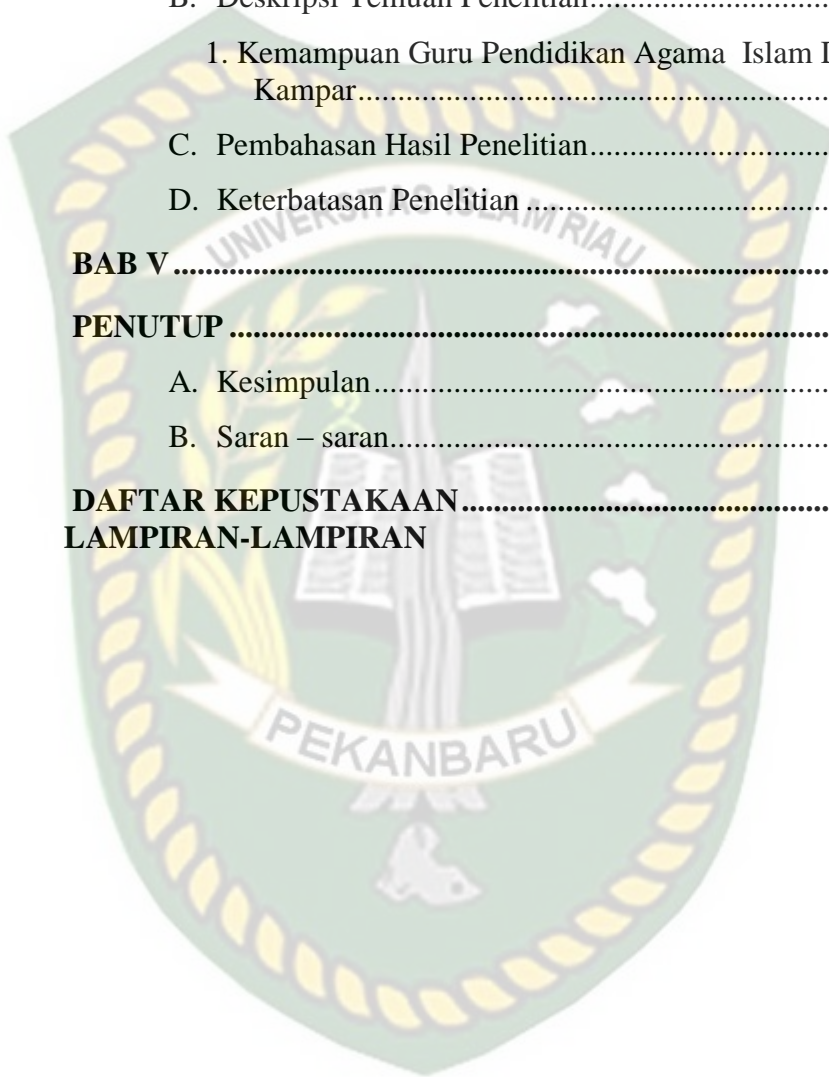 B. Deskripsi Temuan Penelitian..............................
1. Kemampuan Guru Pendidikan Agama Islam
Kampar..............................................................
C. Pembahasan Hasil Penelitian..............................
D. Keterbatasan Penelitian ......................................
UNIVERSITAS ISLAM RIAU
BAB V ...................................................................................
PENUTUP ............................................................................
A. Kesimpulan..........................................................
B. Saran – saran........................................................
DAFTAR KEPUSTAKAAN...............................................
LAMPIRAN-LAMPIRAN
PEKANBARU